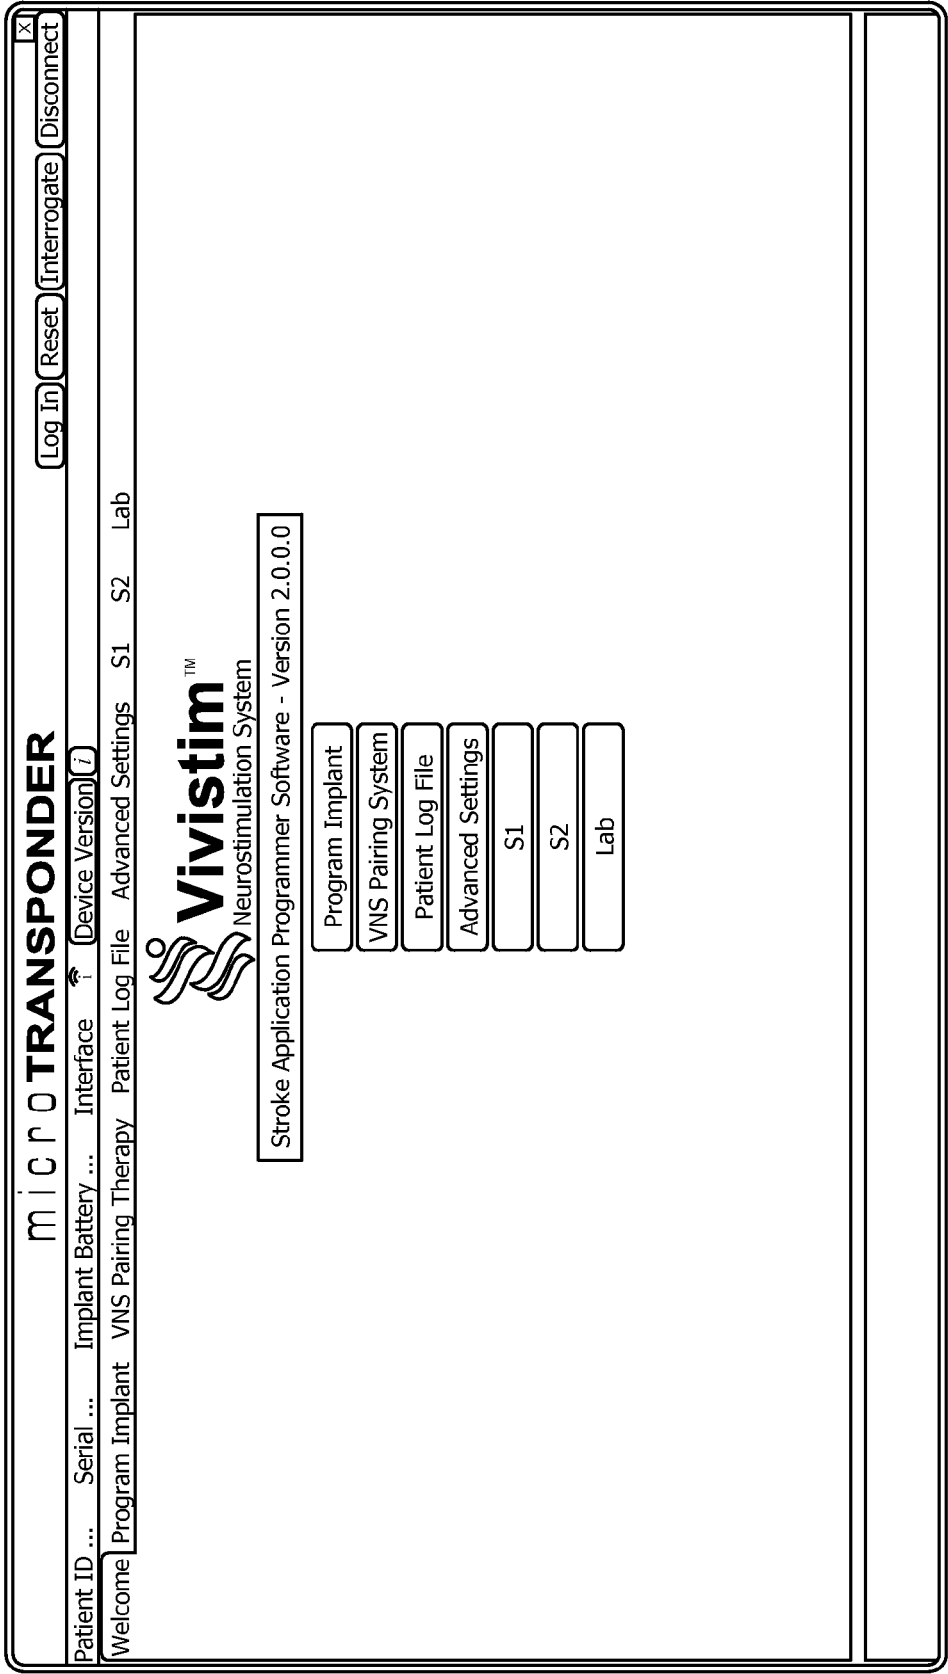 X
micro TRANSPONDER
Log In Reset Interrogate Disconnect
Patient ID ... Serial ... Implant Battery ... Interface i Device Version i
Welcome Program Implant VNS Pairing Therapy Patient Log File Advanced Settings S1 S2 Lab
Vivistim™
Neurostimulation System
Stroke Application Programmer Software - Version 2.0.0.0
Program Implant
VNS Pairing System
Patient Log File
Advanced Settings
S1
S2
Lab